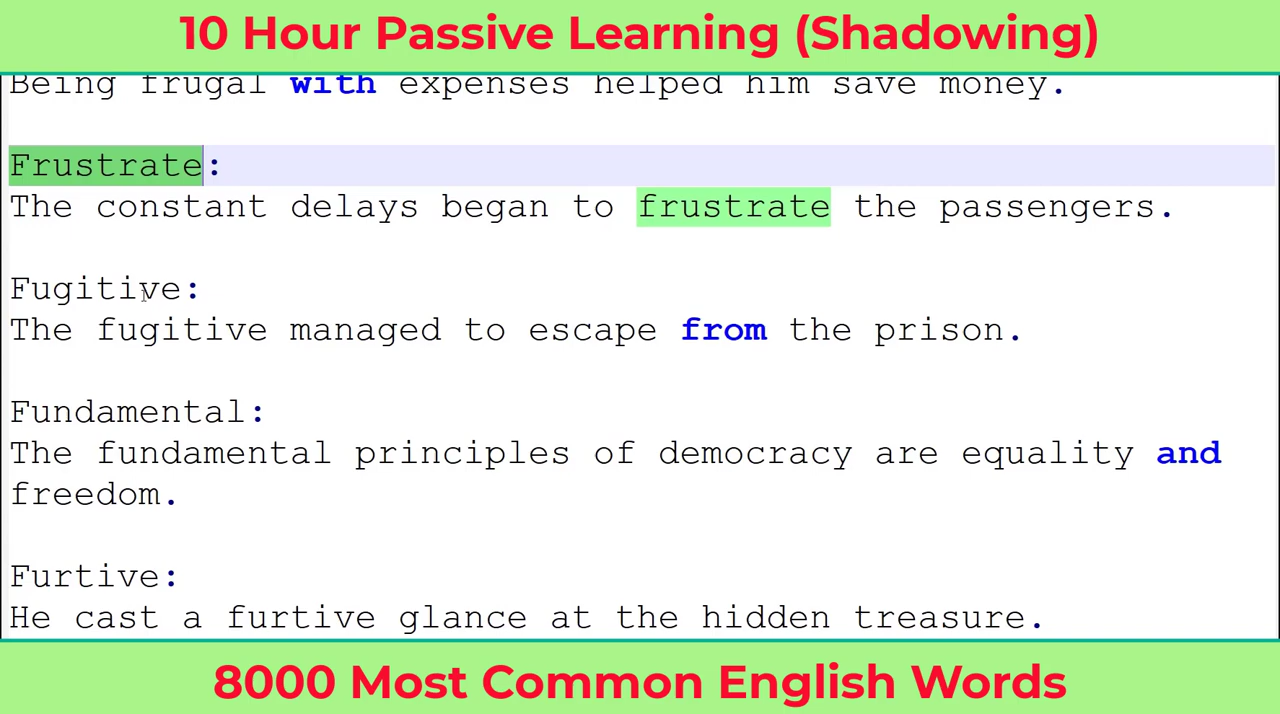 10 Hour Passive Learning (Shadowing)
Being frugal with expenses helped him save money.
Frustrate:
The constant delays began to frustrate the passengers.
Fugitive:
The fugitive managed to escape from the prison.
Fundamental:
The fundamental principles of democracy are equality and
freedom.
Furtive:
He cast a furtive glance at the hidden treasure.
8000 Most Common English Words